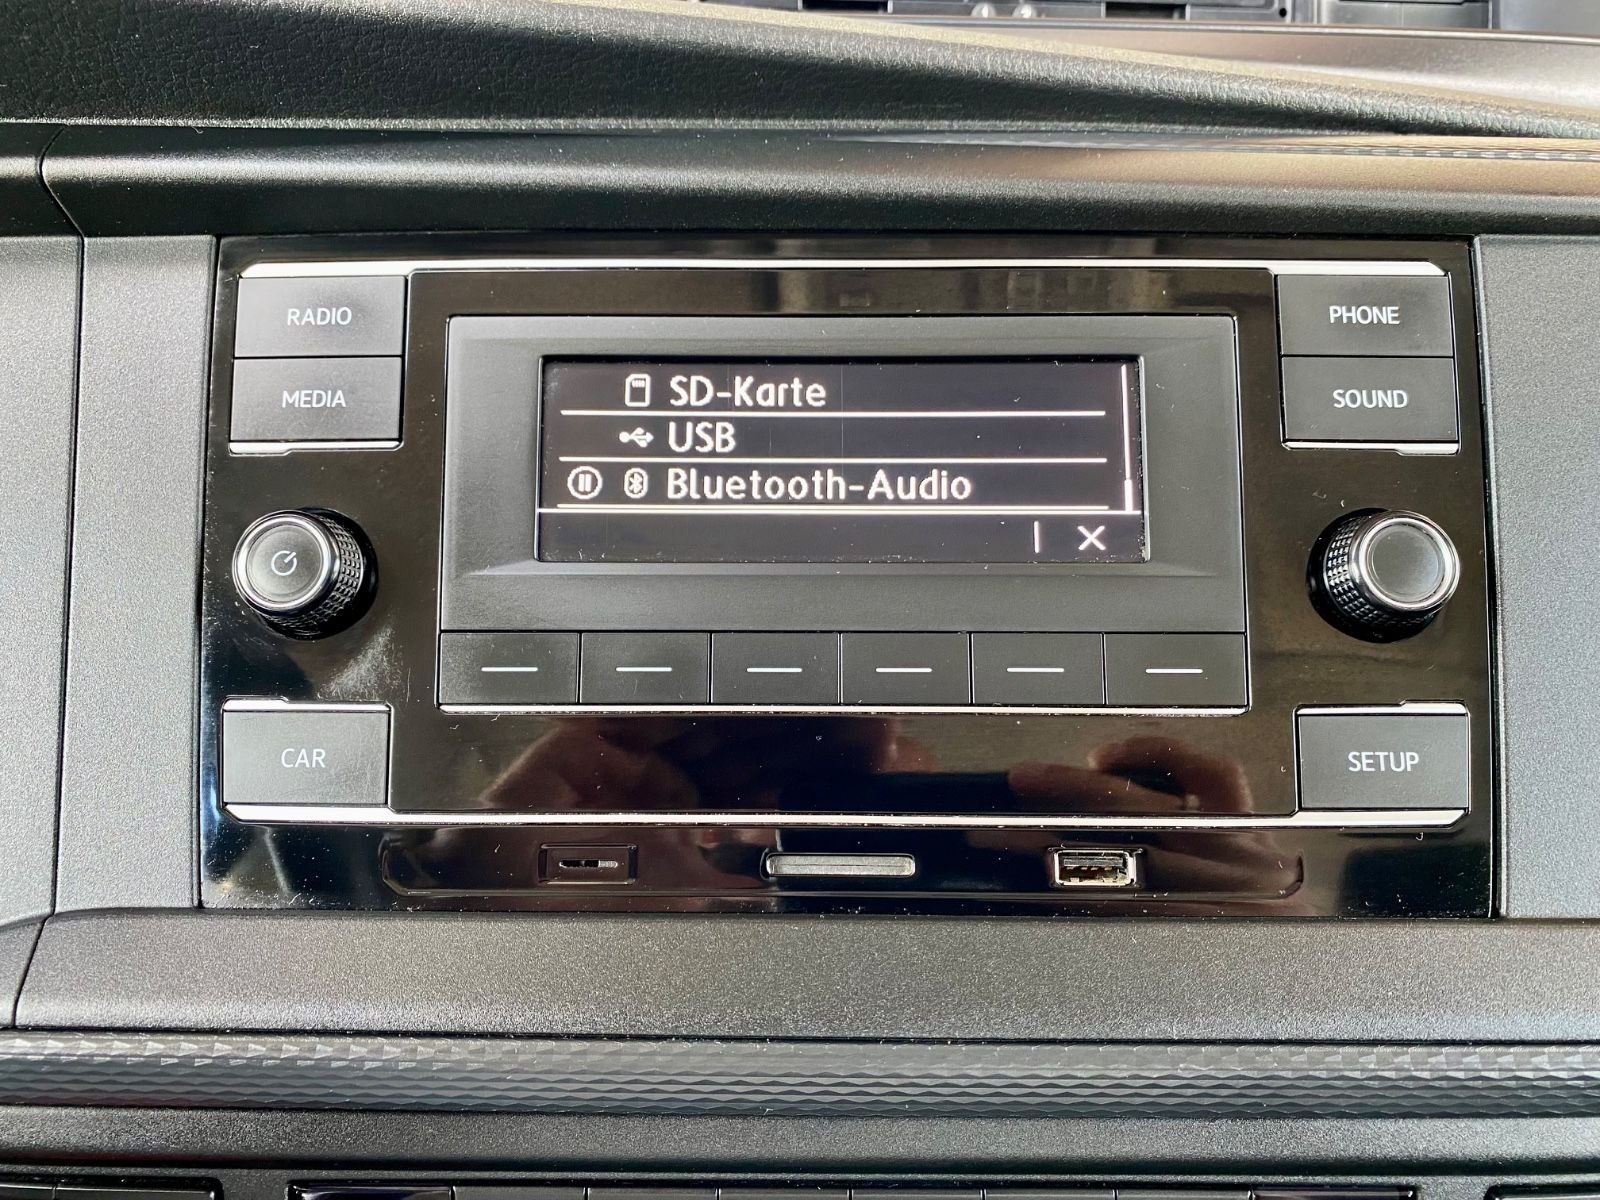 RADIO
PHONE
MEDIA
SOUND
SD-Karte
USB
Bluetooth-Audio
CAR
SETUP